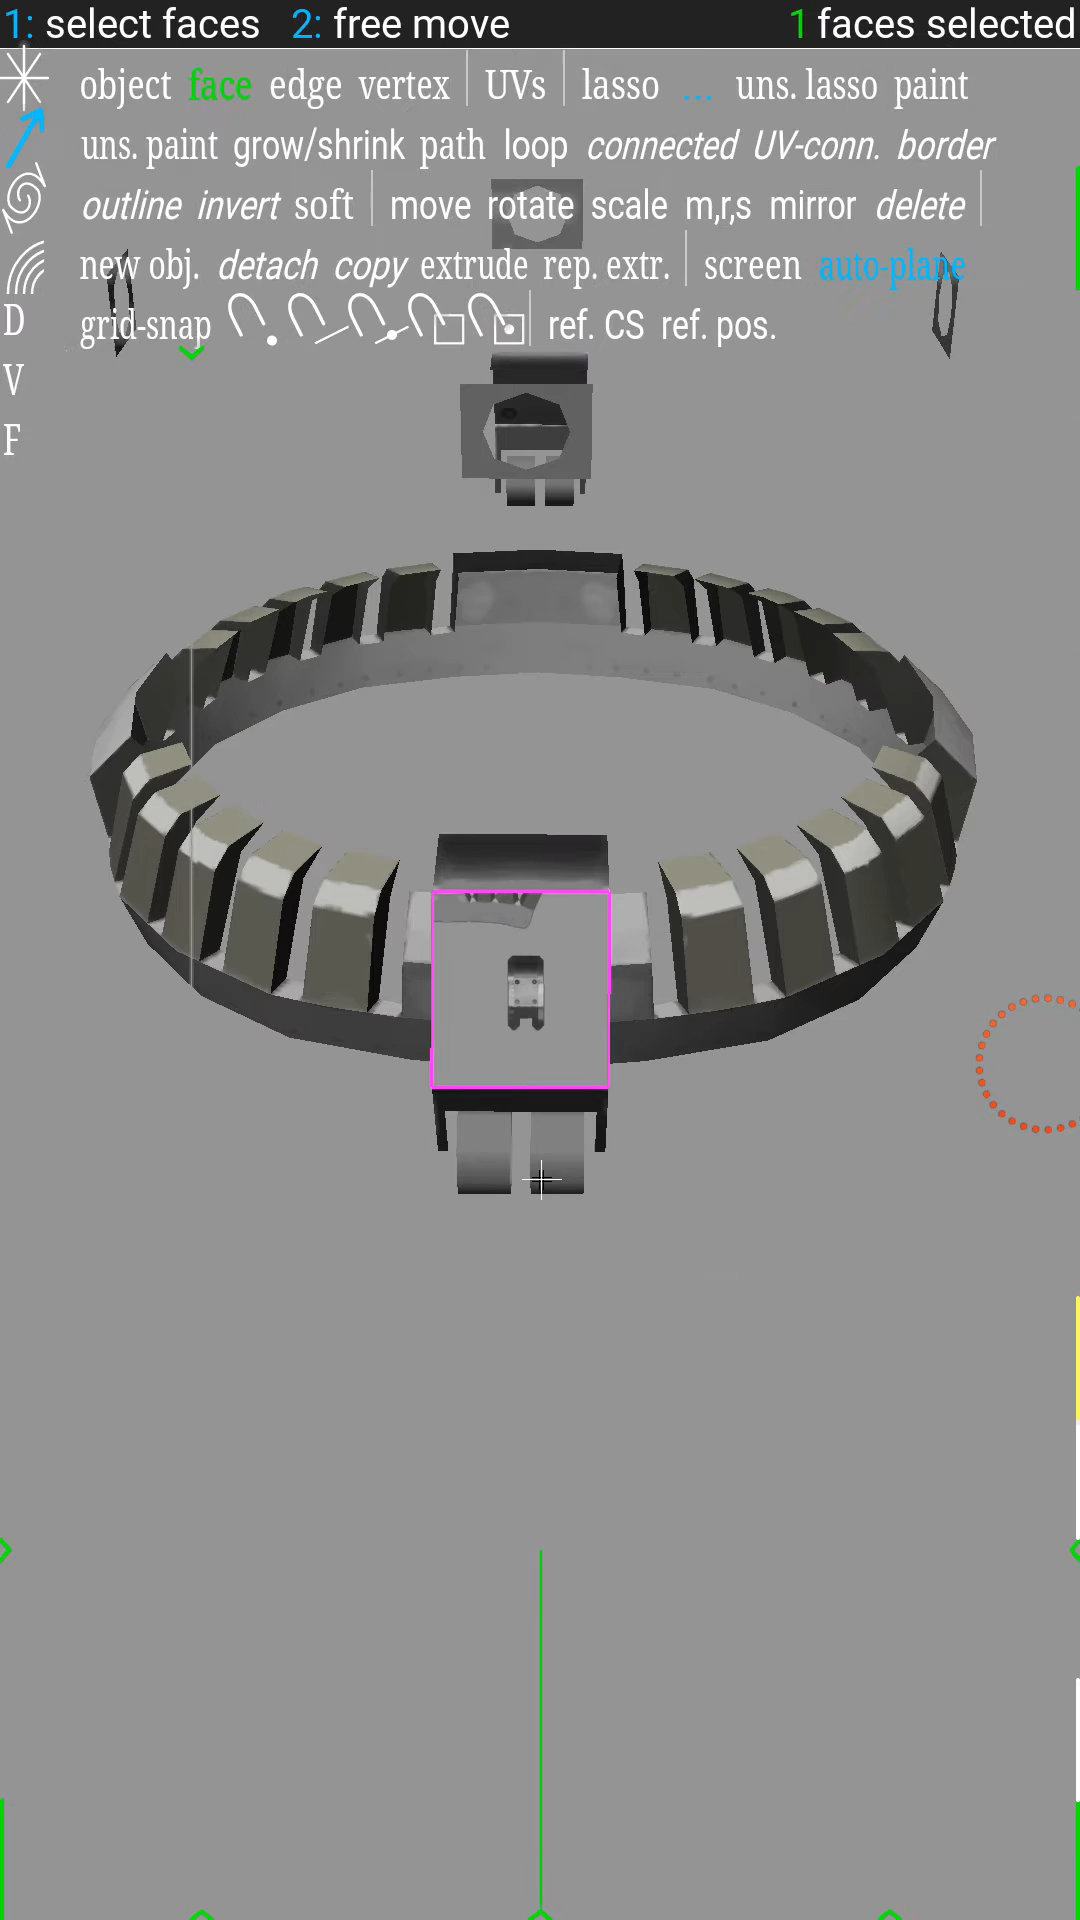 1: select faces 2: free move 1 faces selected
object face edge vertex UVs lasso ... uns. lasso paint
uns. paint grow/shrink path loop connected UV-conn. border
outline invert soft move rotate scale m,r,s mirror delete
new obj. detach copy extrude rep. extr. screen auto-plane
grid-snap ref. CS ref. pos.
D
V
F